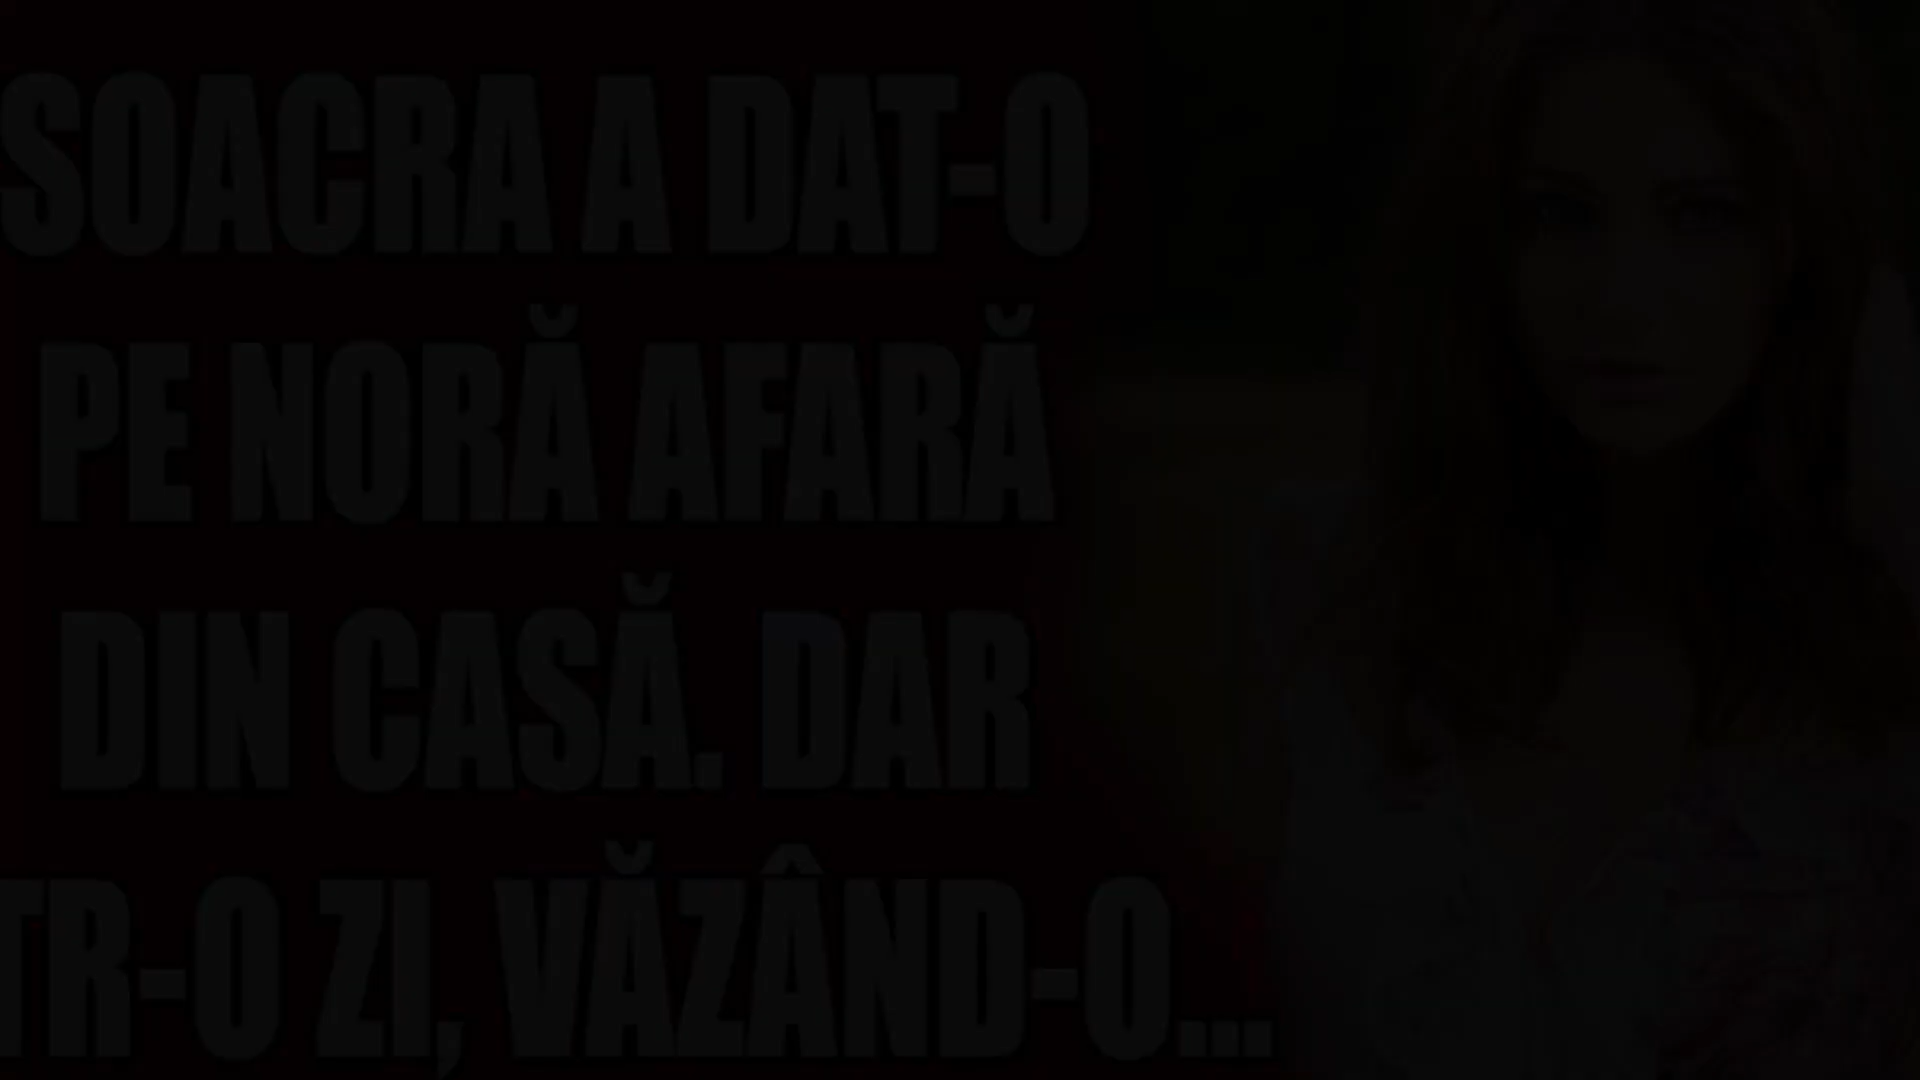 SOACRA A DAT-O
PE NORĂ AFARĂ
DIN CASĂ. DAR
TR-O ZI, VĂZÂND-O...